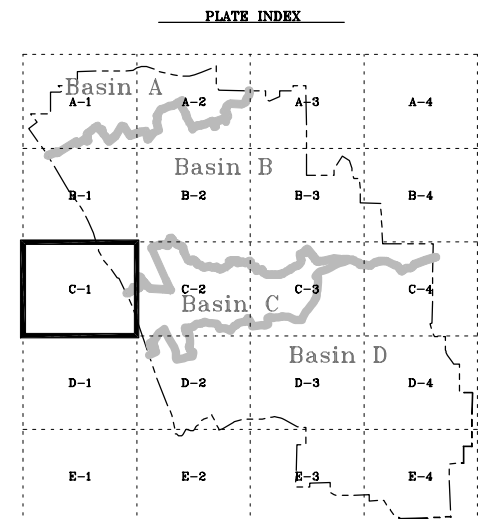 PLATE INDEX
Basin A
A-1 A-2 A-3 A-4
Basin B
B-1 B-2 B-3 B-4
C-1 C-2 C-3 C-4
Basin C
Basin D
D-1 D-2 D-3 D-4
E-1 E-2 E-3 E-4